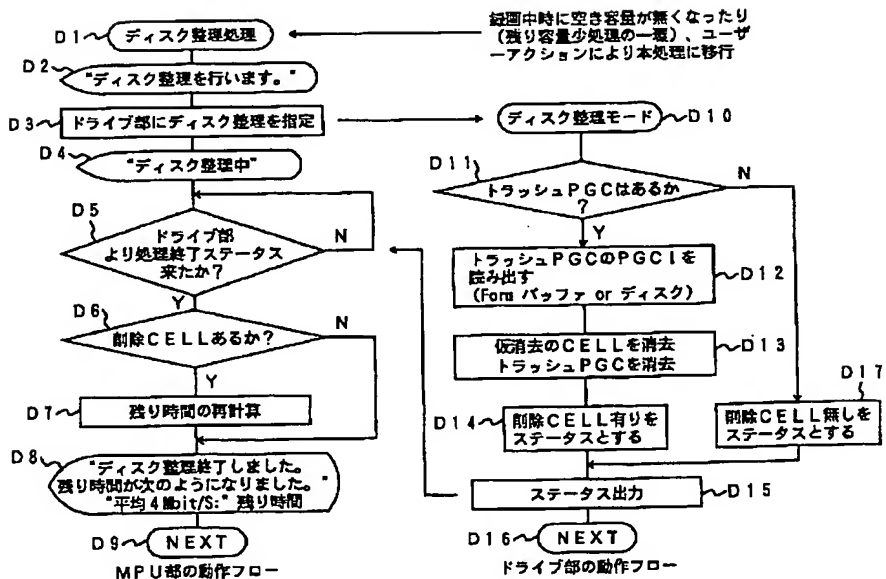 録画中時に空き容量が無くなったり
(残り容量少処理の一環)、ユーザ
ーアクションにより本処理に移行
D1
ディスク整理処理
D2
“ディスク整理を行います。”
D3
ドライブ部にディスク整理を指定
D4
“ディスク整理中”
D5
ドライブ部
より処理終了ステータス
来たか?
N
Y
D6
削除CELLあるか?
N
Y
D7
残り時間の再計算
D8
“ディスク整理終了しました。
残り時間が次のようになりました。”
“平均4Mbit/S:”残り時間
D9
NEXT
MPU部の動作フロー
ディスク整理モード
D10
D11
トラッシュPGCはあるか
?
N
Y
トラッシュPGCのPGCIを
読み出す
(Fom バッファ or ディスク)
D12
仮消去のCELLを消去
トラッシュPGCを消去
D13
D14
削除CELL有りを
ステータスとする
D17
削除CELL無しを
ステータスとする
ステータス出力
D15
D16
NEXT
ドライブ部の動作フロー